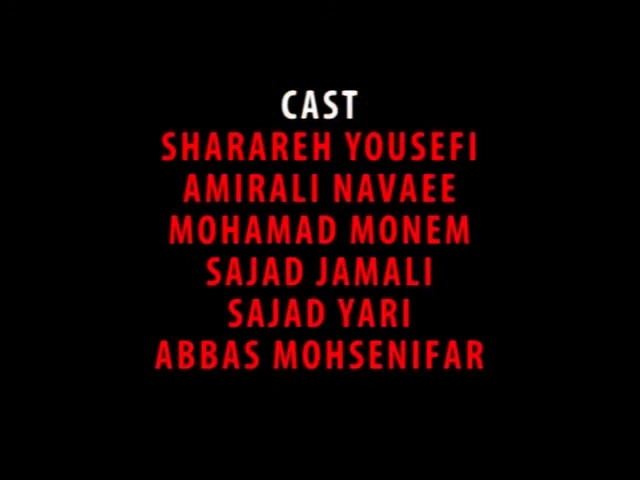 CAST
SHARAREH YOUSEFI
AMIRALI NAVAEE
MOHAMAD MONEM
SAJAD JAMALI
SAJAD YARI
ABBAS MOHSENIFAR